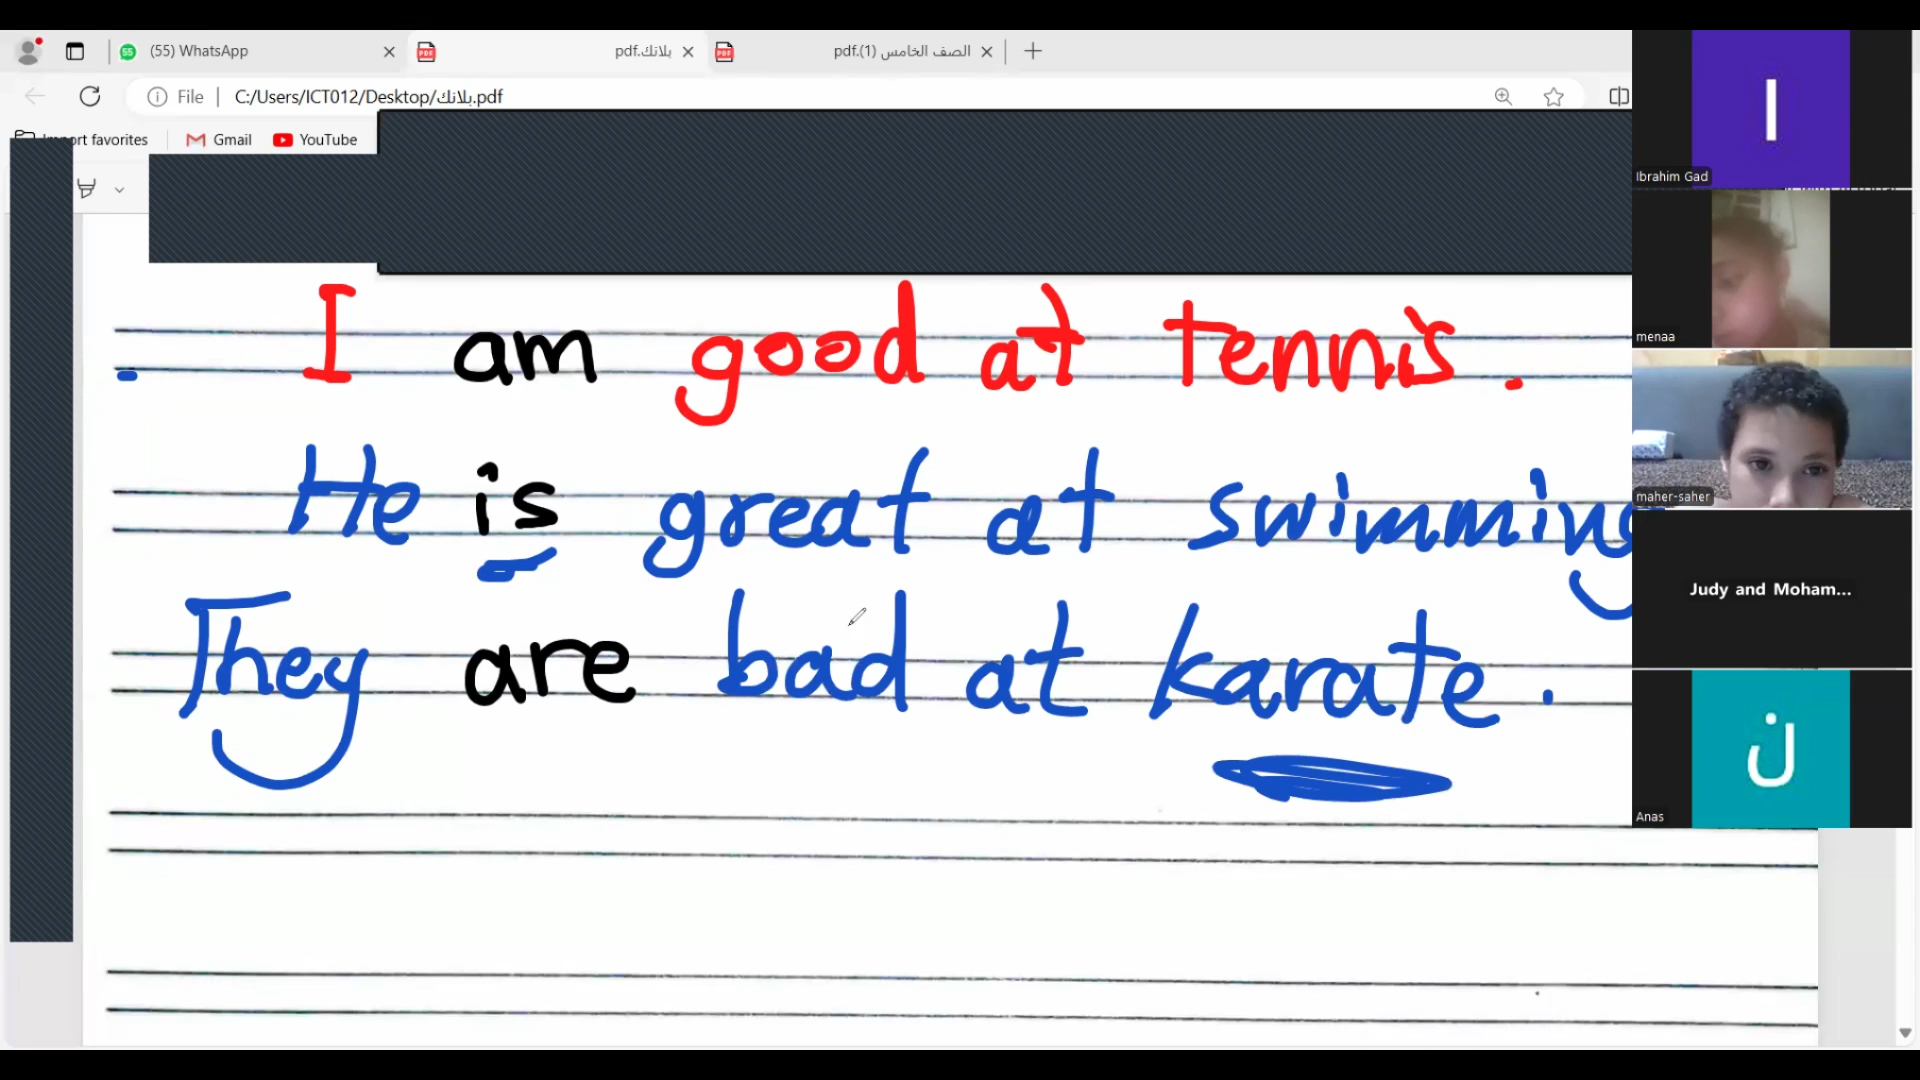 (55) WhatsApp
بلانك.pdf
الصف الخامس (1).pdf
File
C:/Users/ICT012/Desktop/بلانك.pdf
Import favorites
Gmail
YouTube
I am good at tennis.
He is great at swimming
They are bad at karate.
I
Ibrahim Gad
menaa
maher-saher
Judy and Moham...
ن
Anas